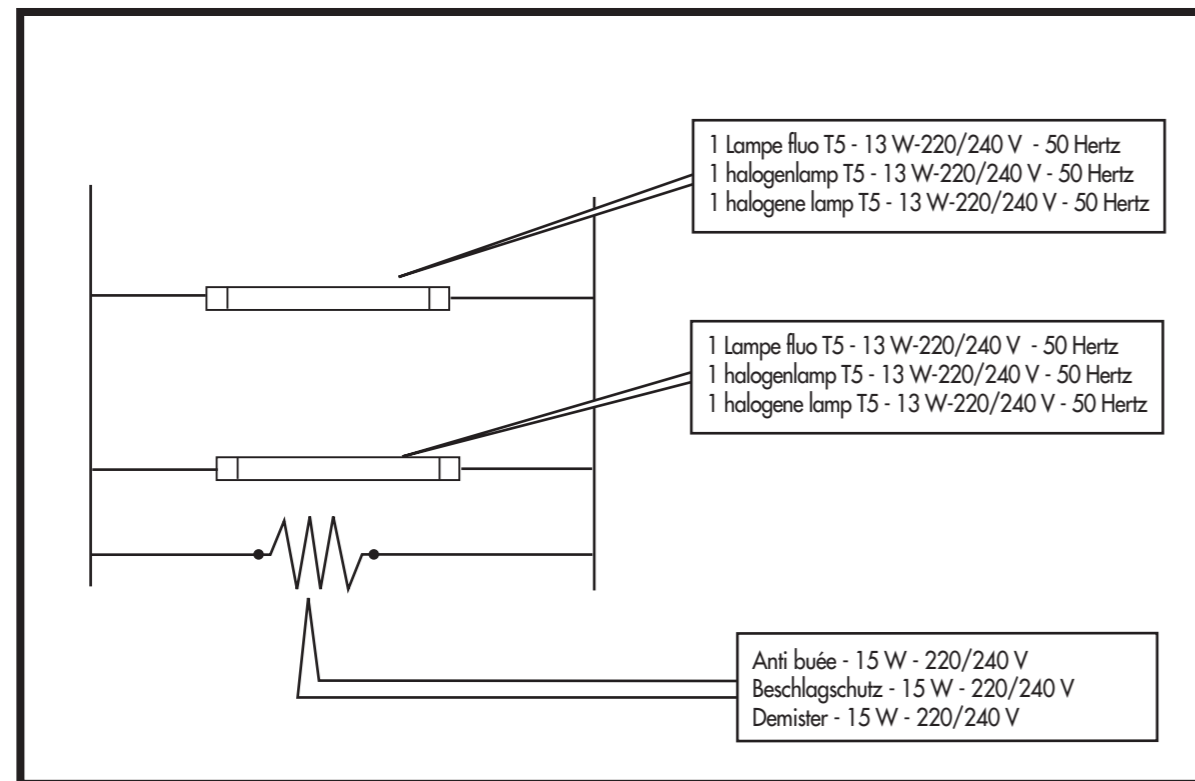 1 Lampe fluo T5 - 13 W-220/240 V - 50 Hertz
1 halogenlamp T5 - 13 W-220/240 V - 50 Hertz
1 halogene lamp T5 - 13 W-220/240 V - 50 Hertz
1 Lampe fluo T5 - 13 W-220/240 V - 50 Hertz
1 halogenlamp T5 - 13 W-220/240 V - 50 Hertz
1 halogene lamp T5 - 13 W-220/240 V - 50 Hertz
Anti buée - 15 W - 220/240 V
Beschlagschutz - 15 W - 220/240 V
Demister - 15 W - 220/240 V